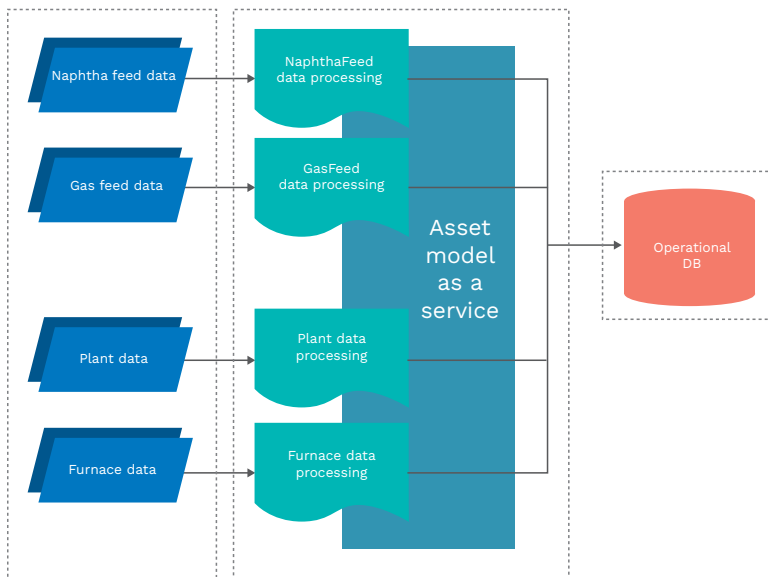 Naphtha feed data
NaphthaFeed
data processing
Gas feed data
GasFeed
data processing
Asset
model
as a
service
Operational
DB
Plant data
Plant data
processing
Furnace data
Furnace data
processing